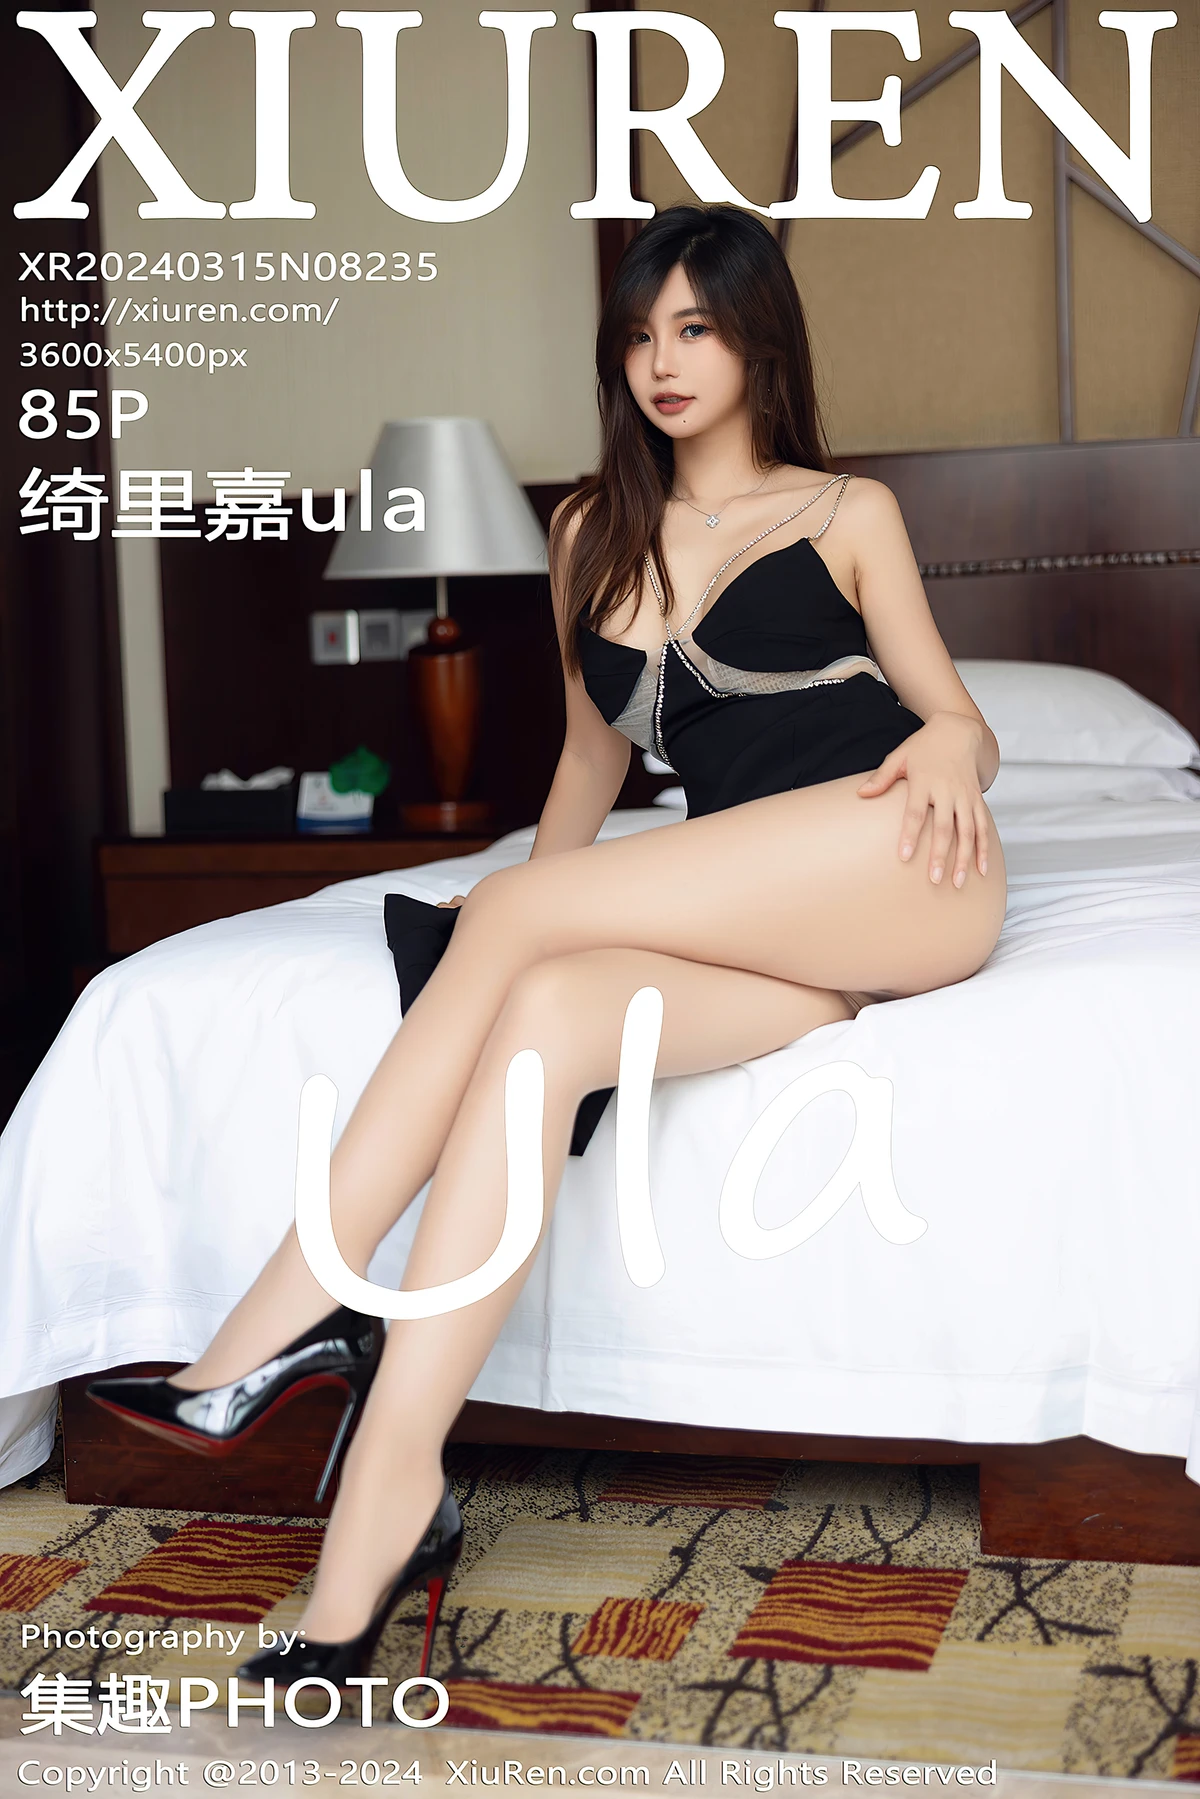 XIUREN
XR20240315N08235
http://xiuren.com/
3600x5400px
85P
绮里嘉ula
ula
Photography by:
集趣PHOTO
Copyright @2013-2024 XiuRen.com All Rights Reserved